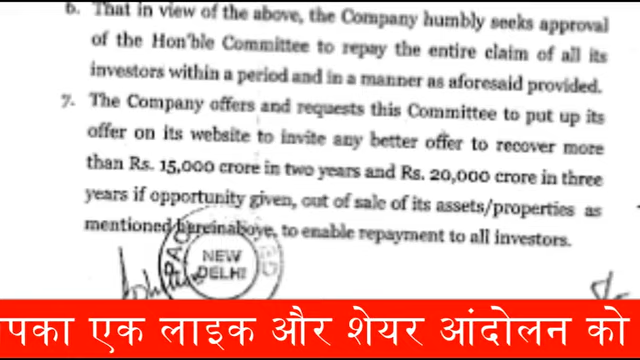 6. That in view of the above, the Company humbly seeks approval
of the Hon'ble Committee to repay the entire claim of all its
investors within a period and in a manner as aforesaid provided.
7. The Company offers and requests this Committee to put up its
offer on its website to invite any better offer to recover more
than Rs. 15,000 crore in two years and Rs. 20,000 crore in three
years if opportunity given, out of sale of its assets/properties as
mentioned hereinabove, to enable repayment to all investors.
NEW
DELHI
एक लाइक और शेयर आंदोलन को